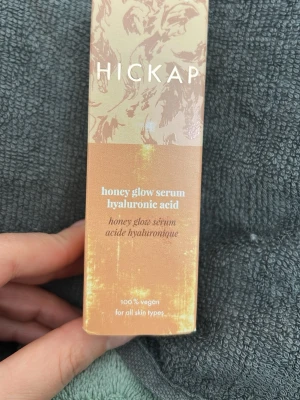 HICKAP
honey glow serum
hyaluronic acid
honey glow sérum
acide hyaluronique
100 % vegan
for all skin types